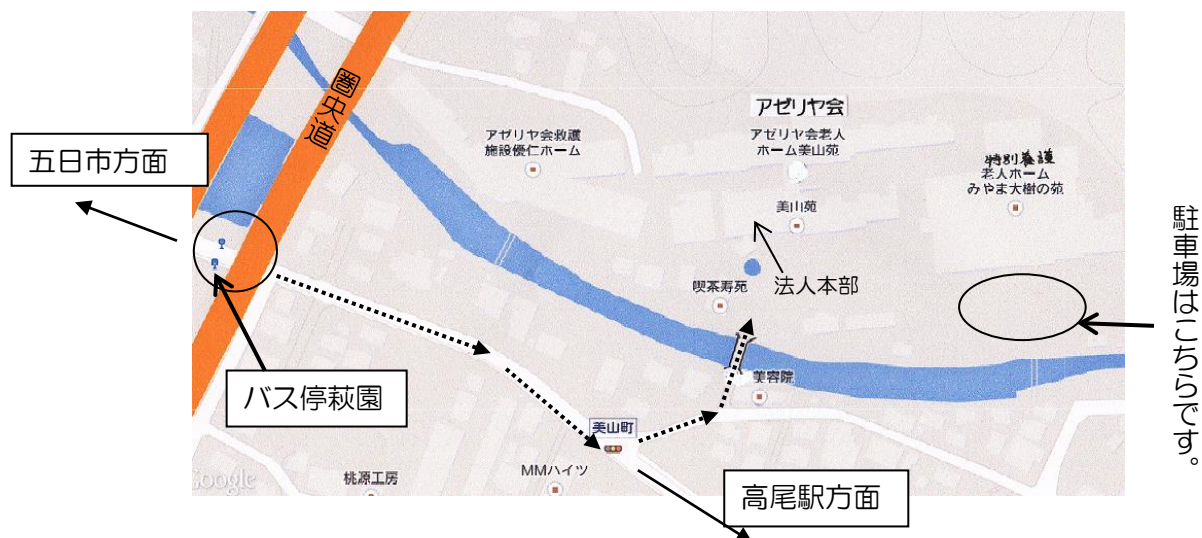 圏央道
アゼリヤ会
アゼリヤ会救護
施設優仁ホーム
アゼリヤ会老人
ホーム美山苑
特別養護
老人ホーム
みやま大樹の苑
五日市方面
美山苑
駐車場はこちらです。
喫茶寿苑
法人本部
美容院
バス停萩園
美山町
MMハイツ
桃源工房
高尾駅方面
Google